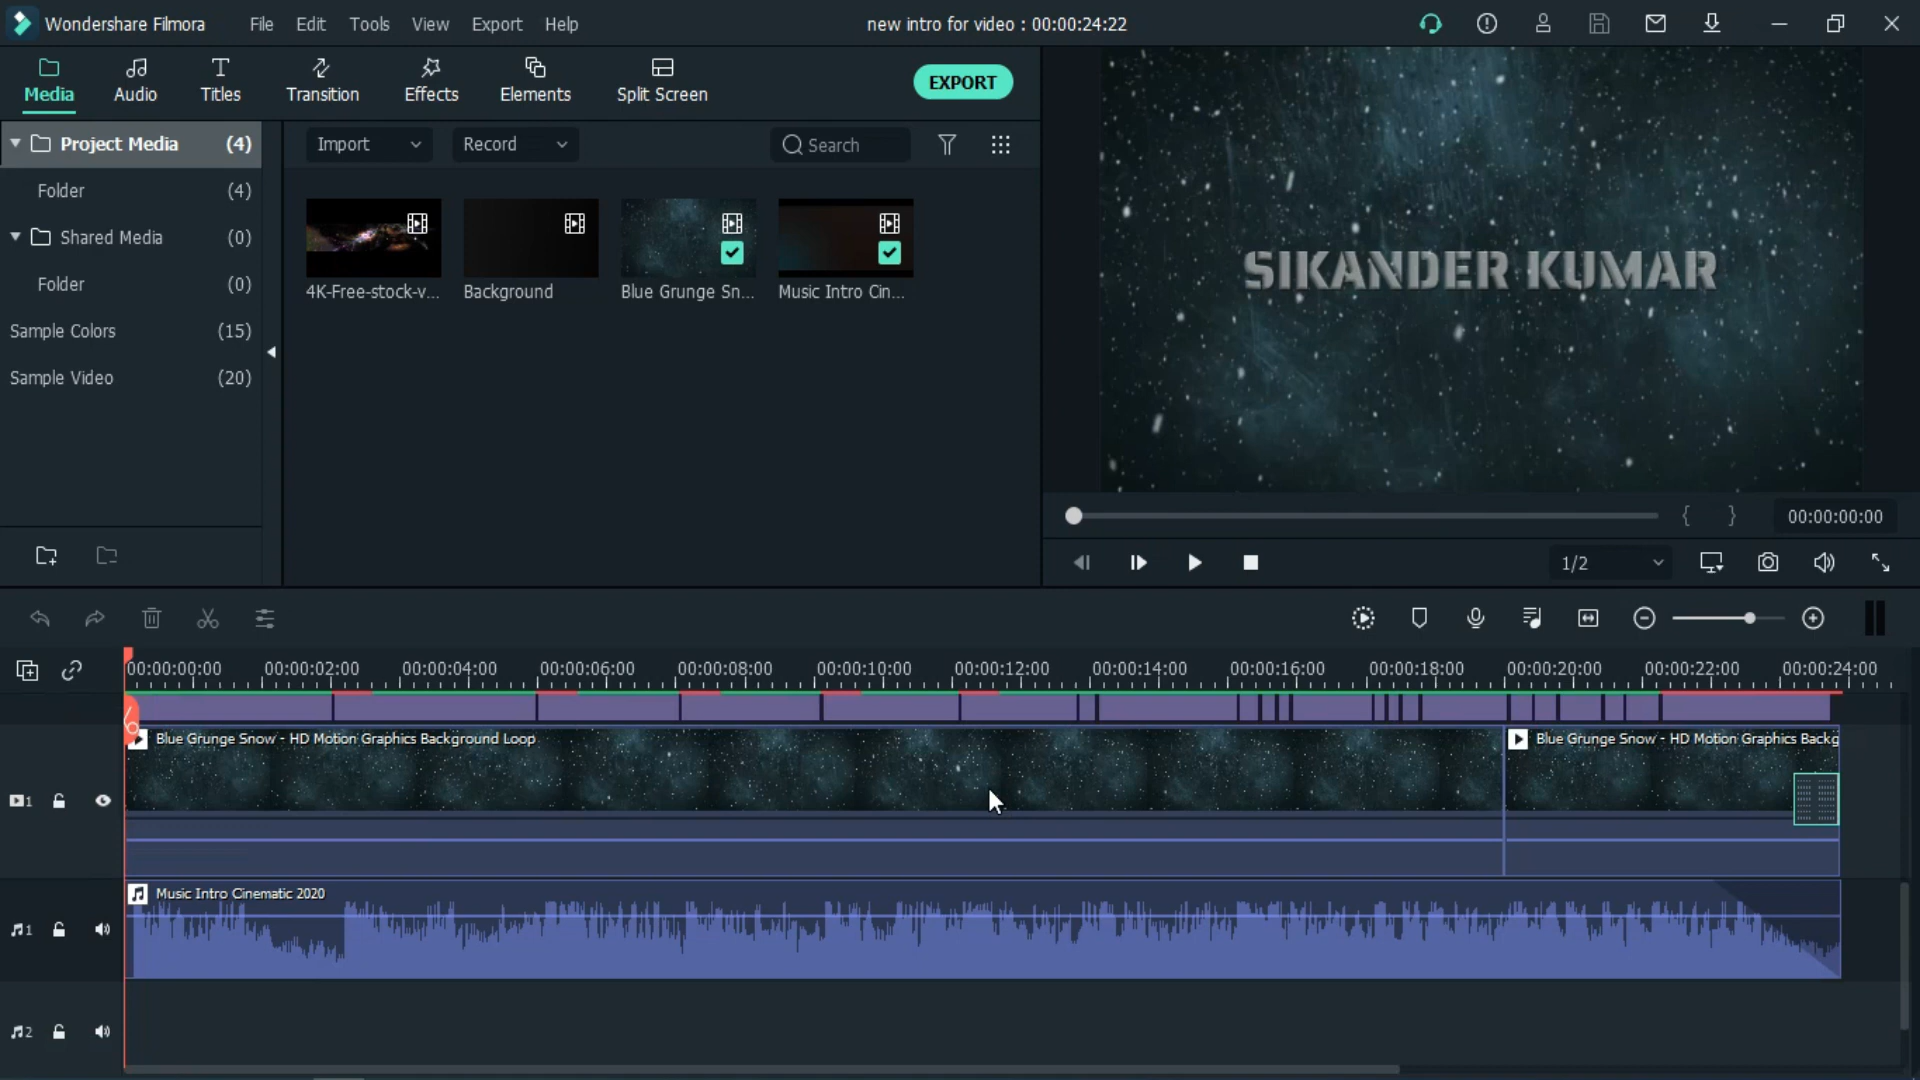 Wondershare Filmora
File Edit Tools View Export Help
new intro for video : 00:00:24:22
Media
Audio
Titles
Transition
Effects
Elements
Split Screen
EXPORT
Project Media (4)
Folder (4)
Shared Media (0)
Folder (0)
Sample Colors (15)
Sample Video (20)
Import
Record
Search
4K-Free-stock-v...
Background
Blue Grunge Sn...
Music Intro Cin...
SIKANDER KUMAR
{ } 00:00:00:00
1/2
00:00:00:00 00:00:02:00 00:00:04:00 00:00:06:00 00:00:08:00 00:00:10:00 00:00:12:00 00:00:14:00 00:00:16:00 00:00:18:00 00:00:20:00 00:00:22:00 00:00:24:00
Blue Grunge Snow - HD Motion Graphics Background Loop
Blue Grunge Snow - HD Motion Graphics Backg
1
Music Intro Cinematic 2020
1
2